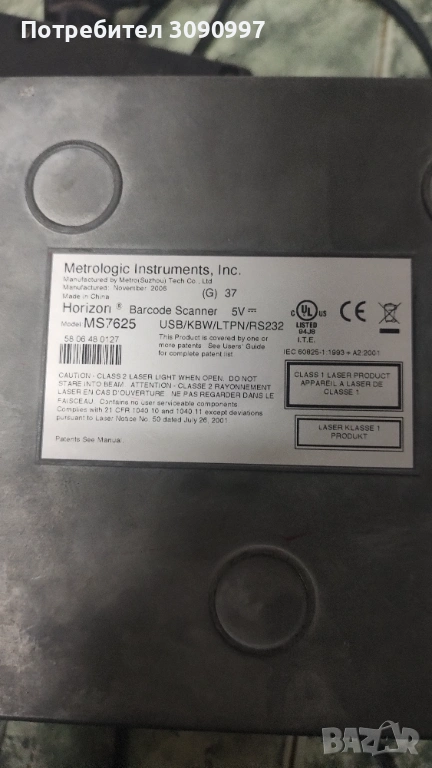 Потребител 3090997
Metrologic Instruments, Inc.
Manufactured by Metro(Suzhou) Tech Co., Ltd
Manufactured: November 2006
(G) 37
Made in China
Horizon ® Barcode Scanner 5V
Model MS7625 USB/KBW/LTPN/RS232
58 06 48 0127
This Product is covered by one or
more patents. See Users' Guide
for complete patent list.
c UL US
LISTED
04JB
I.T.E.
CE
IEC 60825-1:1993 + A2:2001
CAUTION - CLASS 2 LASER LIGHT WHEN OPEN. DO NOT
STARE INTO BEAM. ATTENTION - CLASSE 2 RAYONNEMENT
LASER EN CAS D'OUVERTURE. NE PAS REGARDER DANS LE
FAISCEAU. Contains no user serviceable components.
Complies with 21 CFR 1040.10 and 1040.11 except deviations
pursuant to Laser Notice No. 50 dated July 26, 2001
Patents See Manual
CLASS 1 LASER PRODUCT
APPAREIL A LASER DE
CLASSE 1
LASER KLASSE 1
PRODUKT
BAZAR